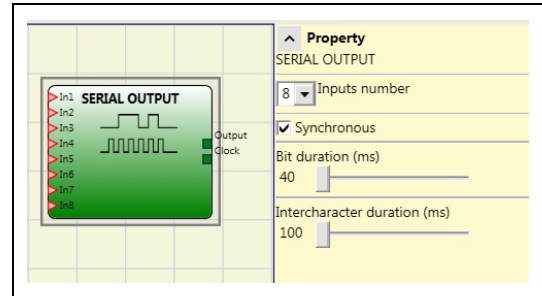 In1 SERIAL OUTPUT
In2
In3
In4
In5
In6
In7
In8
Output
Clock
Property
SERIAL OUTPUT
8 Inputs number
Synchronous
Bit duration (ms)
40
Intercharacter duration (ms)
100